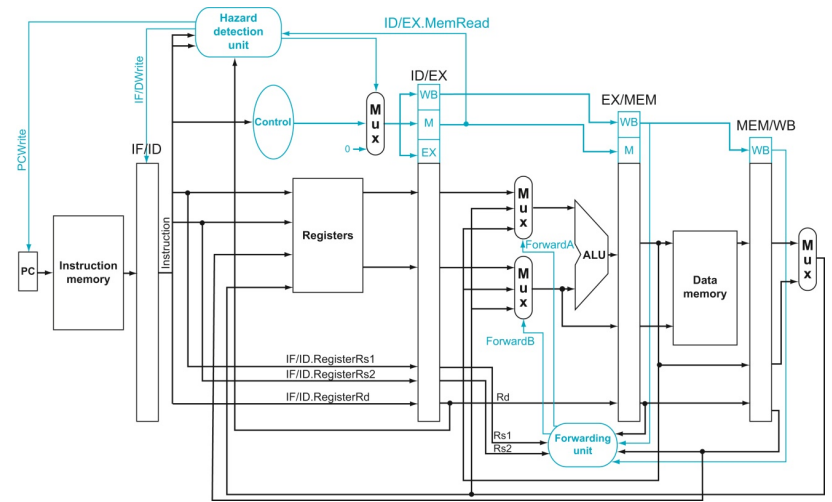 Hazard
detection
unit
ID/EX.MemRead
PCWrite
IF/DWrite
ID/EX
EX/MEM
MEM/WB
IF/ID
Control
Mux
0
WB
M
EX
WB
M
WB
PC
Instruction
memory
Instruction
Registers
Mux
ForwardA
Mux
ForwardB
ALU
Data
memory
Mux
IF/ID.RegisterRs1
IF/ID.RegisterRs2
IF/ID.RegisterRd
Rd
Rs1
Rs2
Forwarding
unit